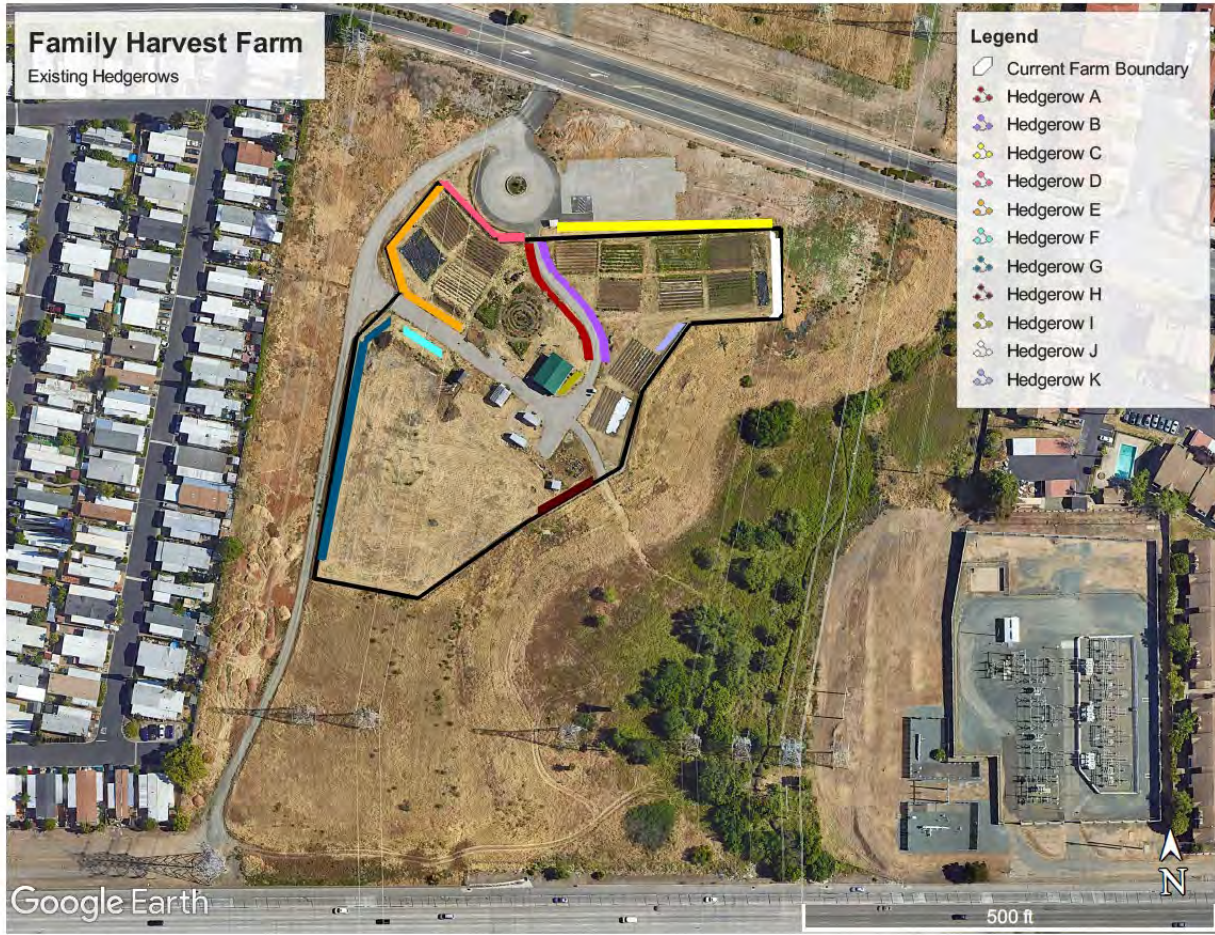 Family Harvest Farm
Existing Hedgerows
Legend
Current Farm Boundary
Hedgerow A
Hedgerow B
Hedgerow C
Hedgerow D
Hedgerow E
Hedgerow F
Hedgerow G
Hedgerow H
Hedgerow I
Hedgerow J
Hedgerow K
Google Earth
N
500 ft